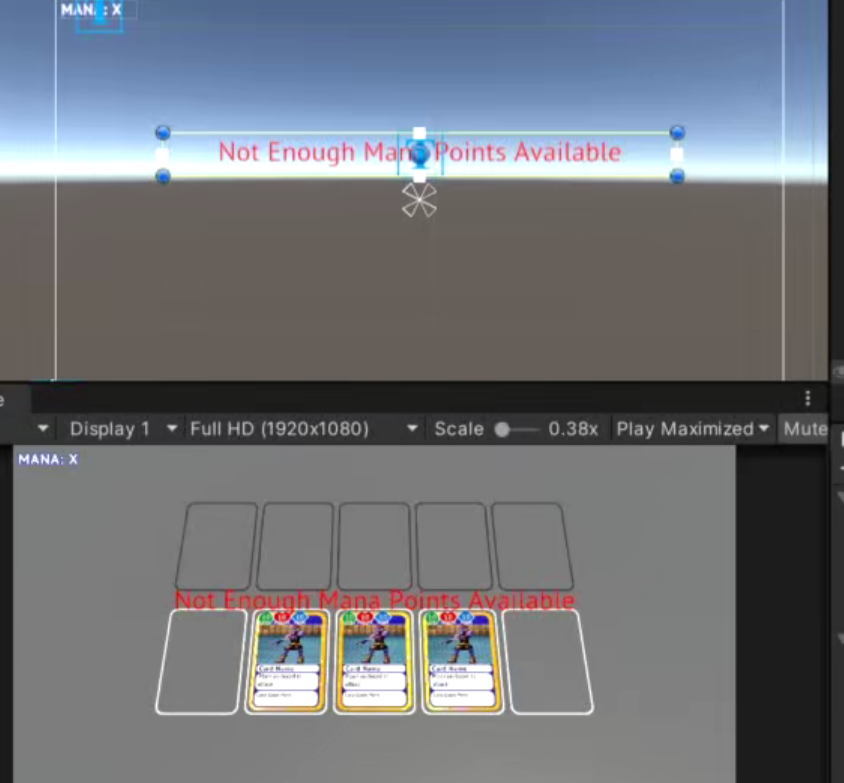 MANA: X
Not Enough Mana Points Available
Display 1 Full HD (1920x1080) Scale 0.38x Play Maximized Mute
MANA: X
Not Enough Mana Points Available
Card Name Card Name Card Name